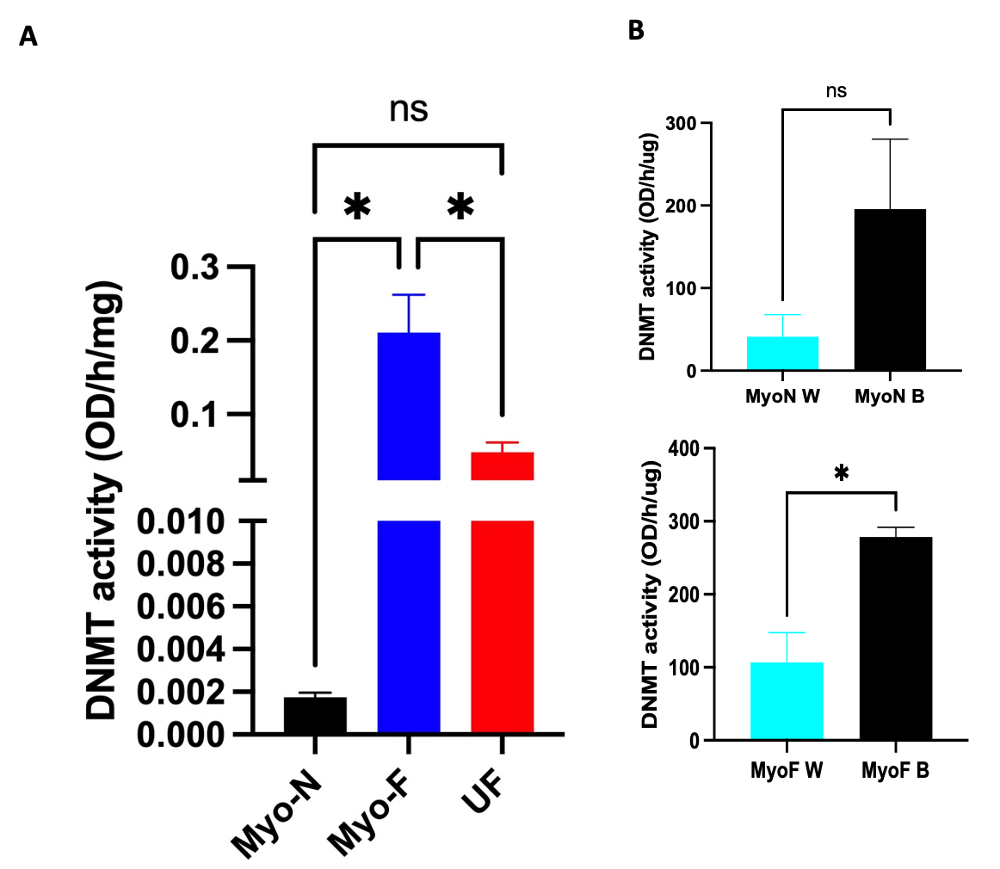 A
ns
*
*
DNMT activity (OD/h/mg)
0.3
0.2
0.1
0.010
0.008
0.006
0.004
0.002
0.000
Myo-N
Myo-F
UF
B
ns
DNMT activity (OD/h/ug)
300
200
100
0
MyoN W
MyoN B
*
DNMT activity (OD/h/ug)
400
300
200
100
0
MyoF W
MyoF B